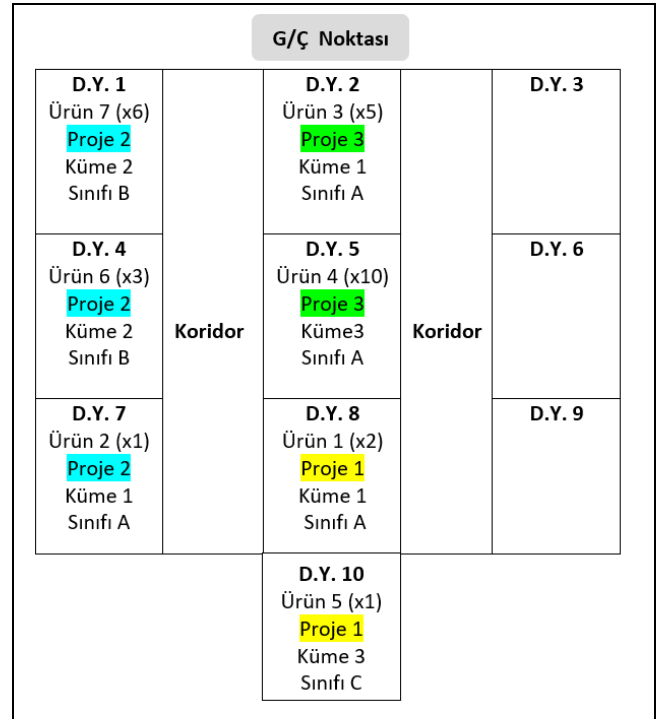 G/Ç Noktası
D.Y. 1
Ürün 7 (x6)
Proje 2
Küme 2
Sınıfı B
D.Y. 2
Ürün 3 (x5)
Proje 3
Küme 1
Sınıfı A
D.Y. 3
D.Y. 4
Ürün 6 (x3)
Proje 2
Küme 2
Sınıfı B
Koridor
D.Y. 5
Ürün 4 (x10)
Proje 3
Küme3
Sınıfı A
Koridor
D.Y. 6
D.Y. 7
Ürün 2 (x1)
Proje 2
Küme 1
Sınıfı A
D.Y. 8
Ürün 1 (x2)
Proje 1
Küme 1
Sınıfı A
D.Y. 9
D.Y. 10
Ürün 5 (x1)
Proje 1
Küme 3
Sınıfı C